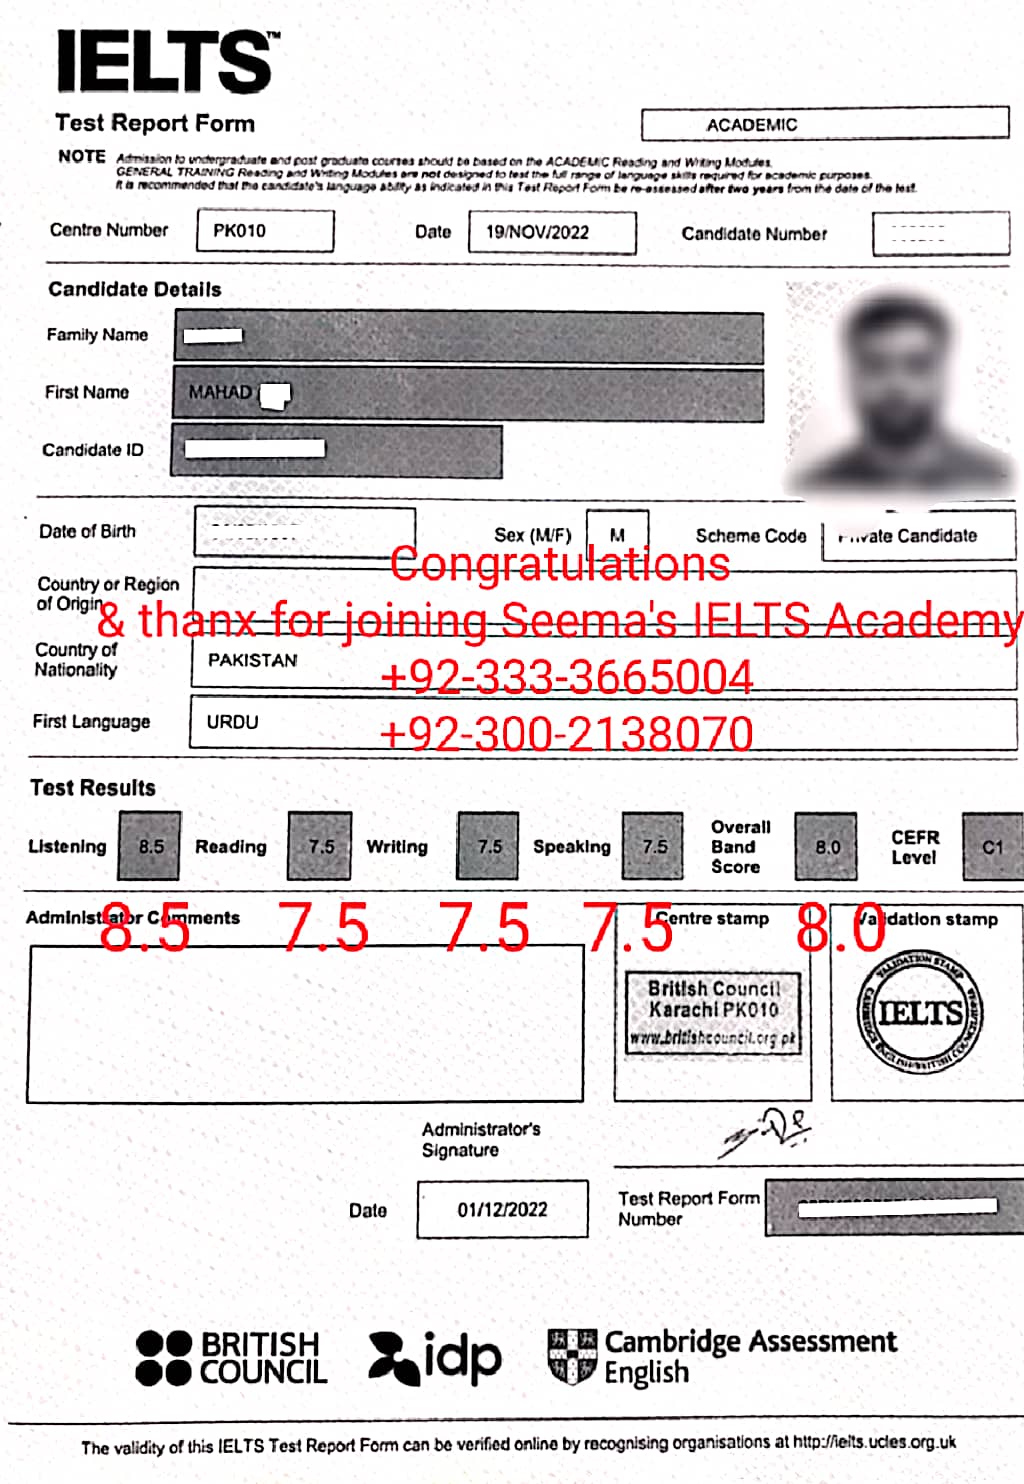 IELTS™
Test Report Form
ACADEMIC
NOTE Admission to undergraduate and post graduate courses should be based on the ACADEMIC Reading and Writing Modules.
GENERAL TRAINING Reading and Writing Modules are not designed to test the full range of language skills required for academic purposes.
It is recommended that the candidate's language ability as indicated in this Test Report Form be re-assessed after two years from the date of the test.
Centre Number PK010 Date 19/NOV/2022 Candidate Number
Candidate Details
Family Name
First Name MAHAD
Candidate ID
Date of Birth Sex (M/F) M Scheme Code Private Candidate
Congratulations
Country or Region
of Origin
& thanx for joining Seema's IELTS Academy
Country of
Nationality PAKISTAN
+92-333-3665004
First Language URDU
+92-300-2138070
Test Results
Listening 8.5 Reading 7.5 Writing 7.5 Speaking 7.5 Overall Band Score 8.0 CEFR Level C1
Administrator Comments Centre stamp Validation stamp
8.5 7.5 7.5 7.5 8.0
British Council
Karachi PK010
www.britishcouncil.org.pk
VALIDATION STAMP
IELTS
Administrator's
Signature
Date 01/12/2022 Test Report Form
Number
BRITISH
COUNCIL
idp
Cambridge Assessment
English
The validity of this IELTS Test Report Form can be verified online by recognising organisations at http://ielts.ucles.org.uk